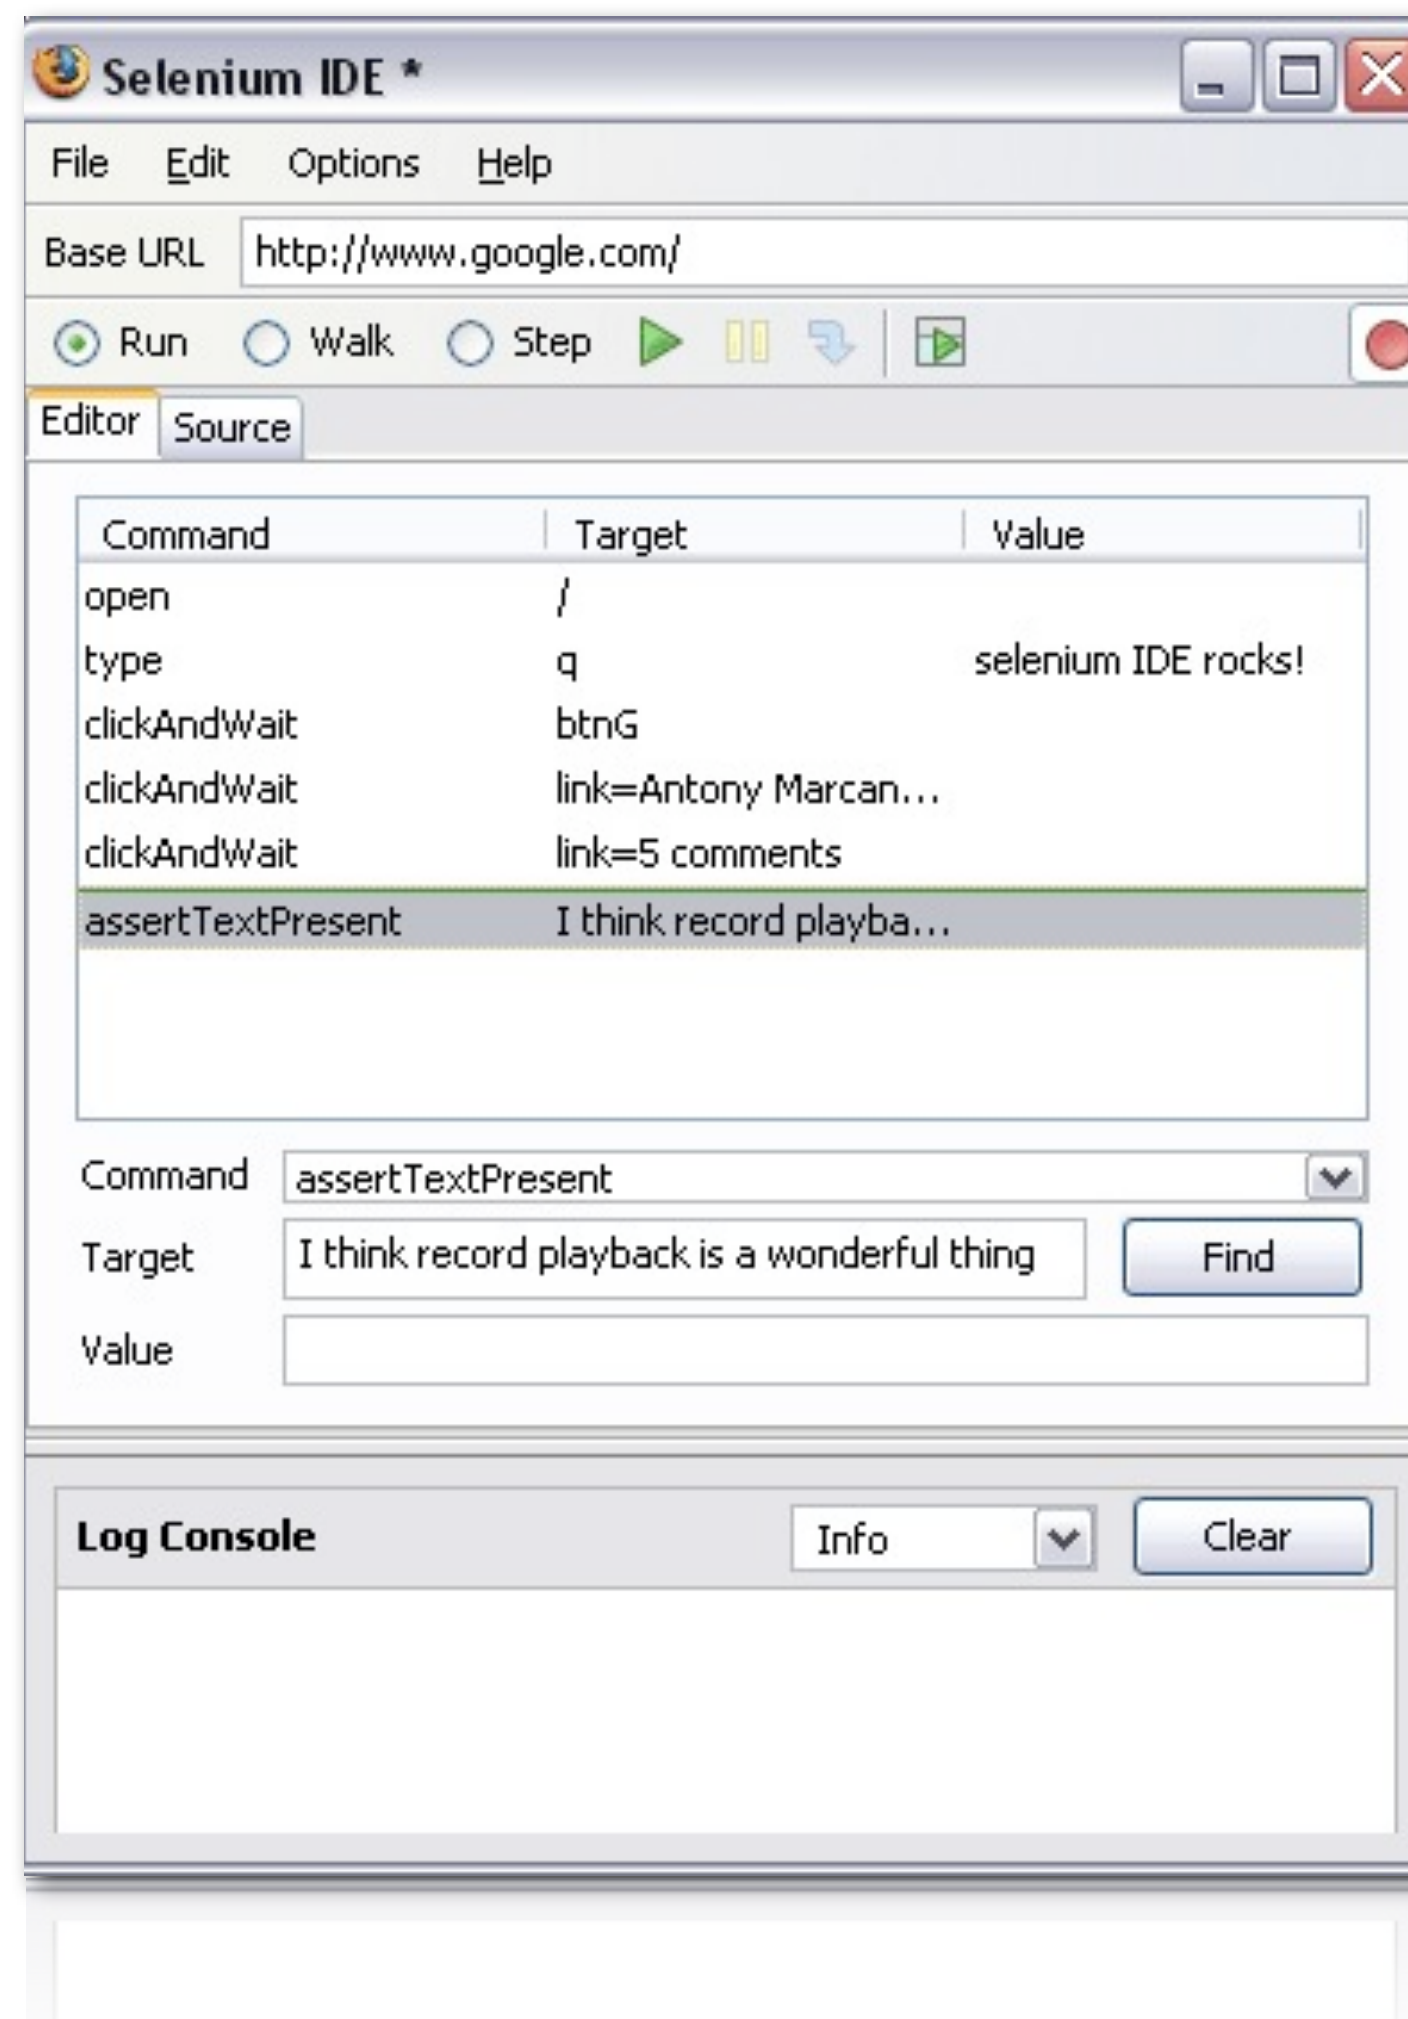 Selenium IDE *
File Edit Options Help
Base URL http://www.google.com/
Run Walk Step
Editor Source
Command Target Value
open /
type q selenium IDE rocks!
clickAndWait btnG
clickAndWait link=Antony Marcan...
clickAndWait link=5 comments
assertTextPresent I think record playba...
Command assertTextPresent
Target I think record playback is a wonderful thing Find
Value
Log Console Info Clear